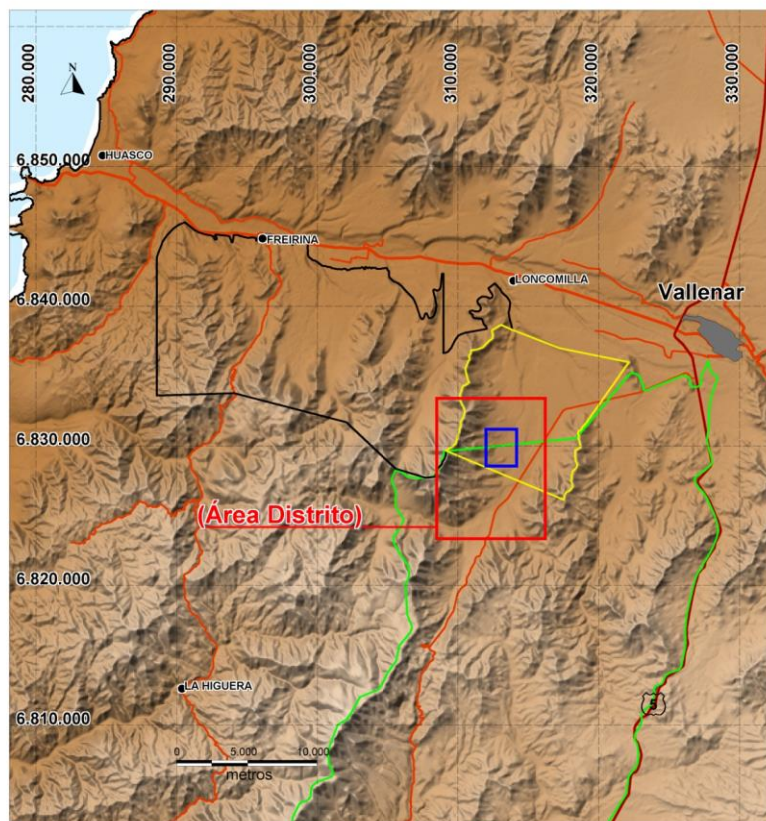 280.000
290.000
300.000
310.000
320.000
330.000
N
6.850.000
HUASCO
FREIRINA
LONCOMILLA
6.840.000
Vallenar
6.830.000
(Área Distrito)
6.820.000
LA HIGUERA
6.810.000
5
0 5.000 10.000
metros